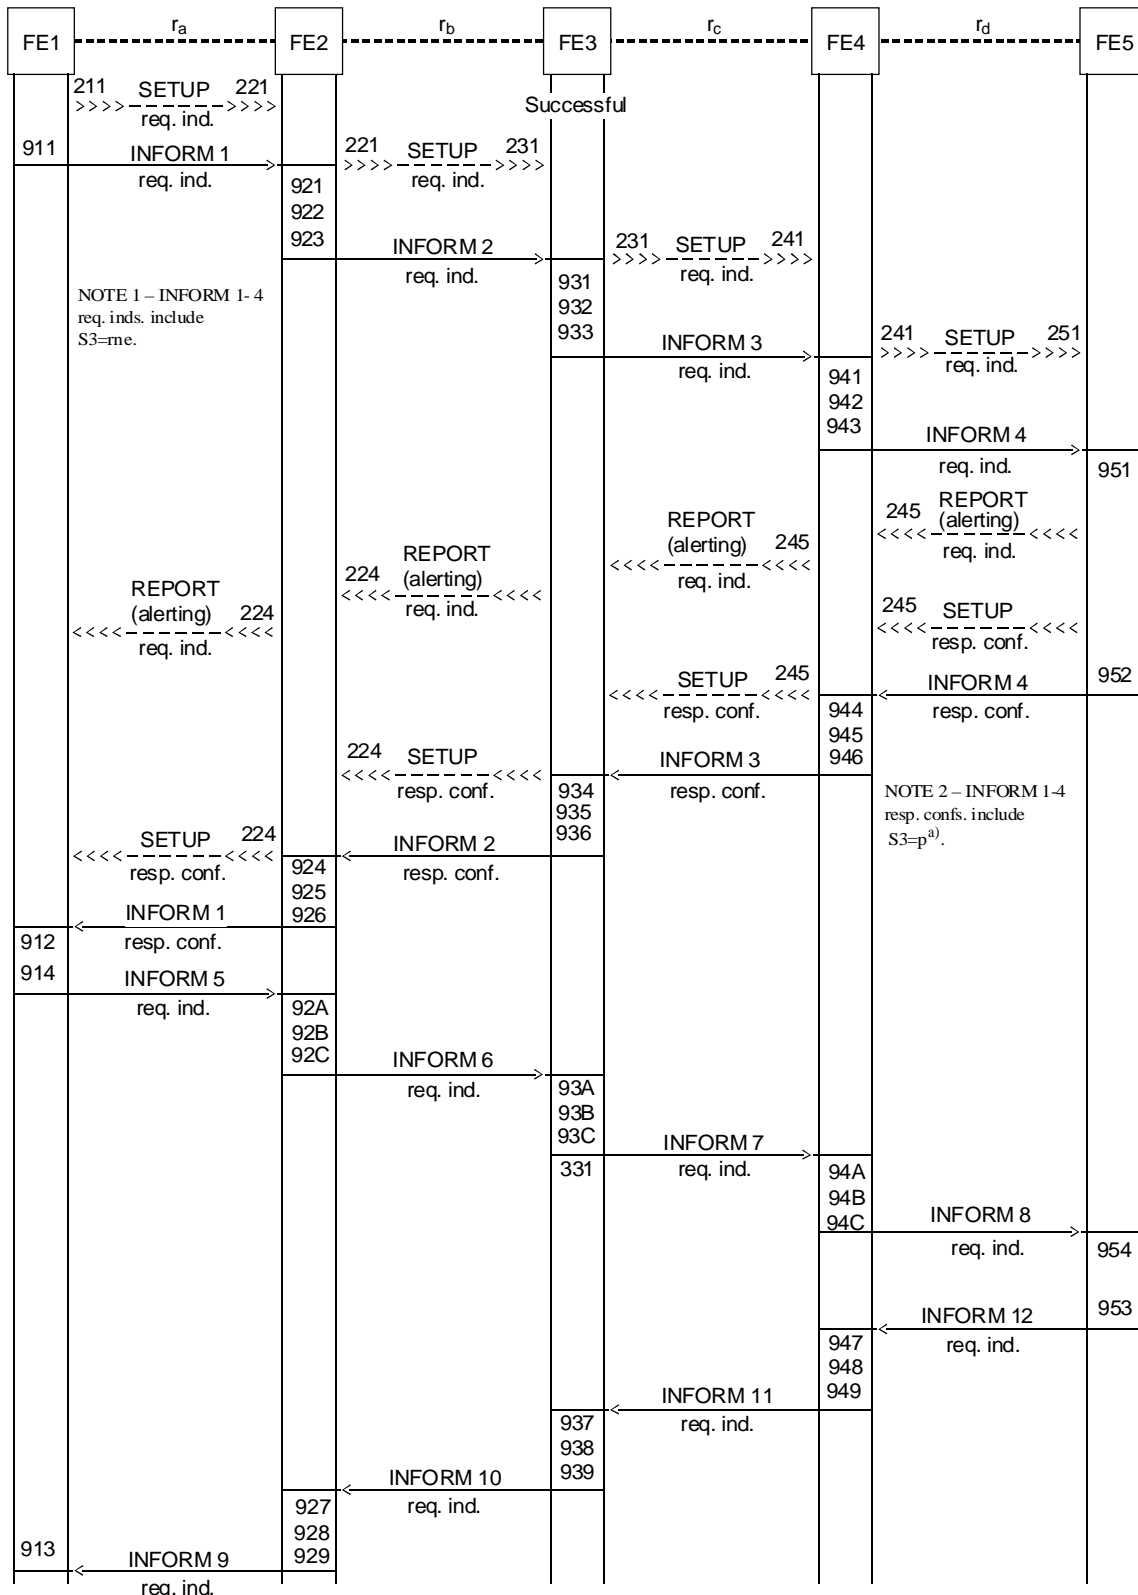 FE1 ra FE2 rb FE3 rc FE4 rd FE5
211 SETUP 221
req. ind.
Successful
911 INFORM 1
req. ind.
221 SETUP 231
req. ind.
921
922
923 INFORM 2
req. ind.
231 SETUP 241
req. ind.
NOTE 1 – INFORM 1- 4
req. inds. include
S3=rne.
931
932
933 INFORM 3
req. ind.
241 SETUP 251
req. ind.
941
942
943 INFORM 4
req. ind.
951
245 REPORT
(alerting)
req. ind.
REPORT
(alerting) 245
req. ind.
224 REPORT
(alerting)
req. ind.
REPORT
(alerting) 224
req. ind.
245 SETUP
resp. conf.
SETUP 245
resp. conf.
INFORM 4 952
resp. conf.
944
945
946
224 SETUP
resp. conf.
INFORM 3
resp. conf.
934
935
936
NOTE 2 – INFORM 1-4
resp. confs. include
S3=pa).
SETUP 224
resp. conf.
INFORM 2
resp. conf.
924
925
926
INFORM 1
resp. conf.
912
914 INFORM 5
req. ind.
92A
92B
92C INFORM 6
req. ind.
93A
93B
93C INFORM 7
req. ind.
331
94A
94B
94C INFORM 8
req. ind.
954
953
INFORM 12
req. ind.
947
948
949
INFORM 11
req. ind.
937
938
939
INFORM 10
req. ind.
927
928
929
913 INFORM 9
req. ind.